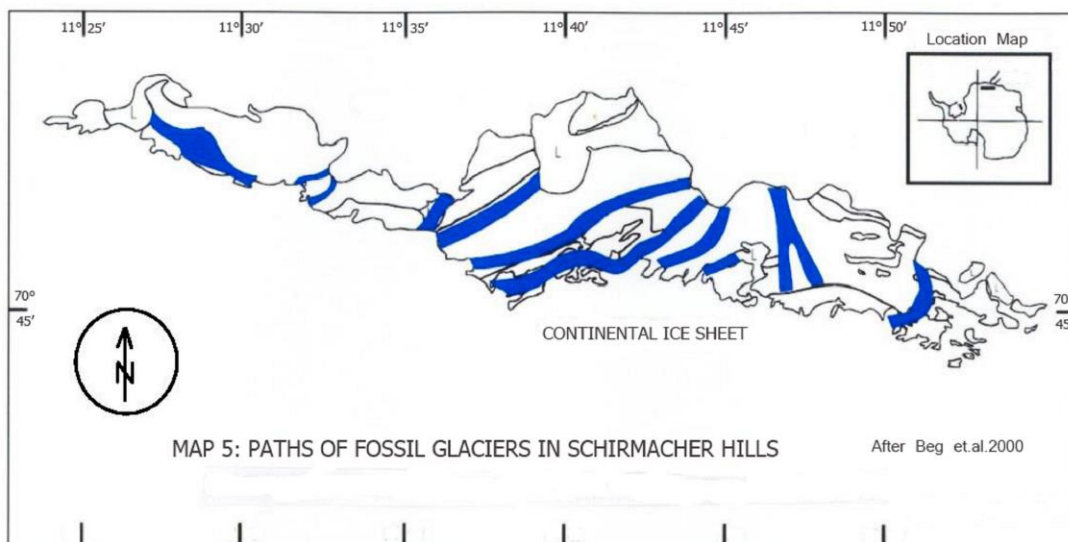 11° 25' 11° 30' 11° 35' 11° 40' 11° 45' 11° 50'
Location Map
L
L
L
70°
45'
70
45
N
CONTINENTAL ICE SHEET
MAP 5: PATHS OF FOSSIL GLACIERS IN SCHIRMACHER HILLS
After Beg et.al.2000